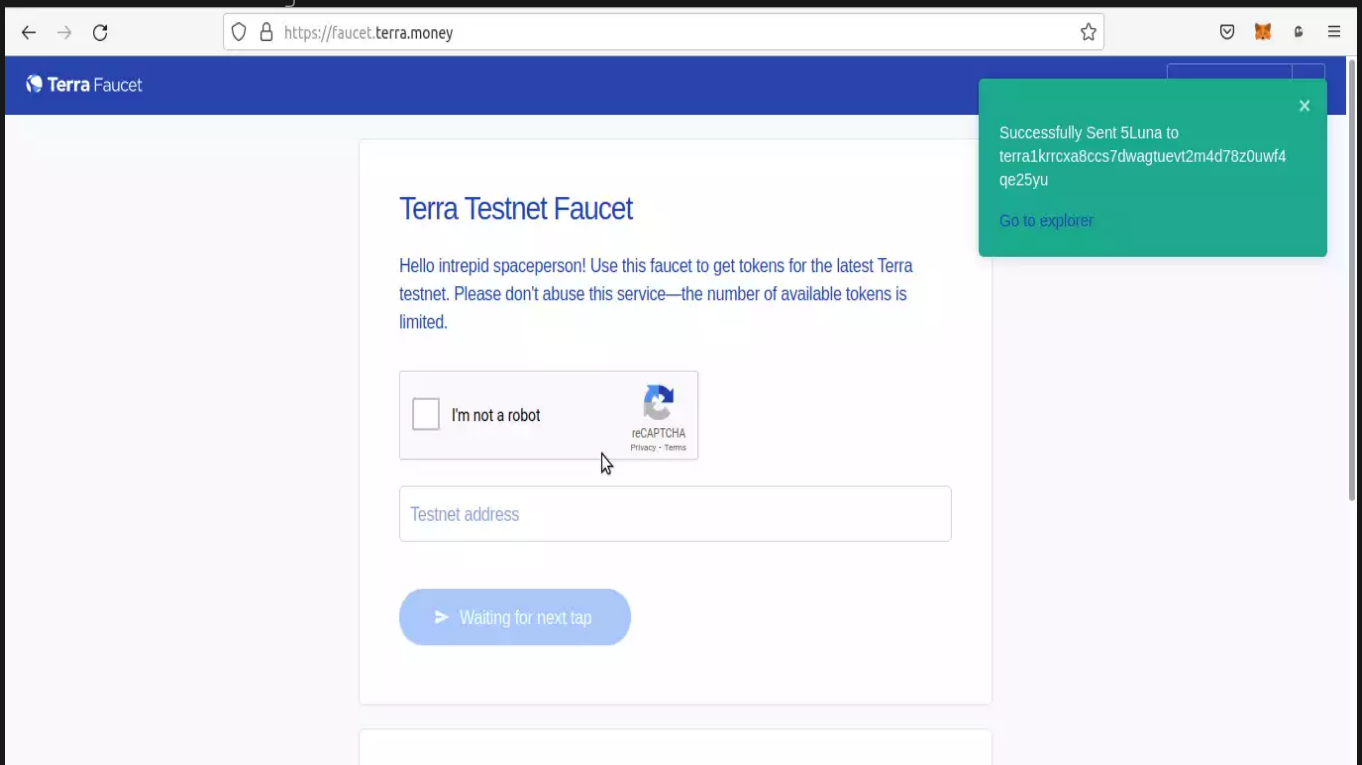 https://faucet.terra.money
Terra Faucet
Successfully Sent 5Luna to
terra1krrcxa8ccs7dwagtuevt2m4d78z0uwf4
qe25yu
Go to explorer
Terra Testnet Faucet
Hello intrepid spaceperson! Use this faucet to get tokens for the latest Terra
testnet. Please don't abuse this service—the number of available tokens is
limited.
I'm not a robot
reCAPTCHA
Privacy - Terms
Testnet address
Waiting for next tap